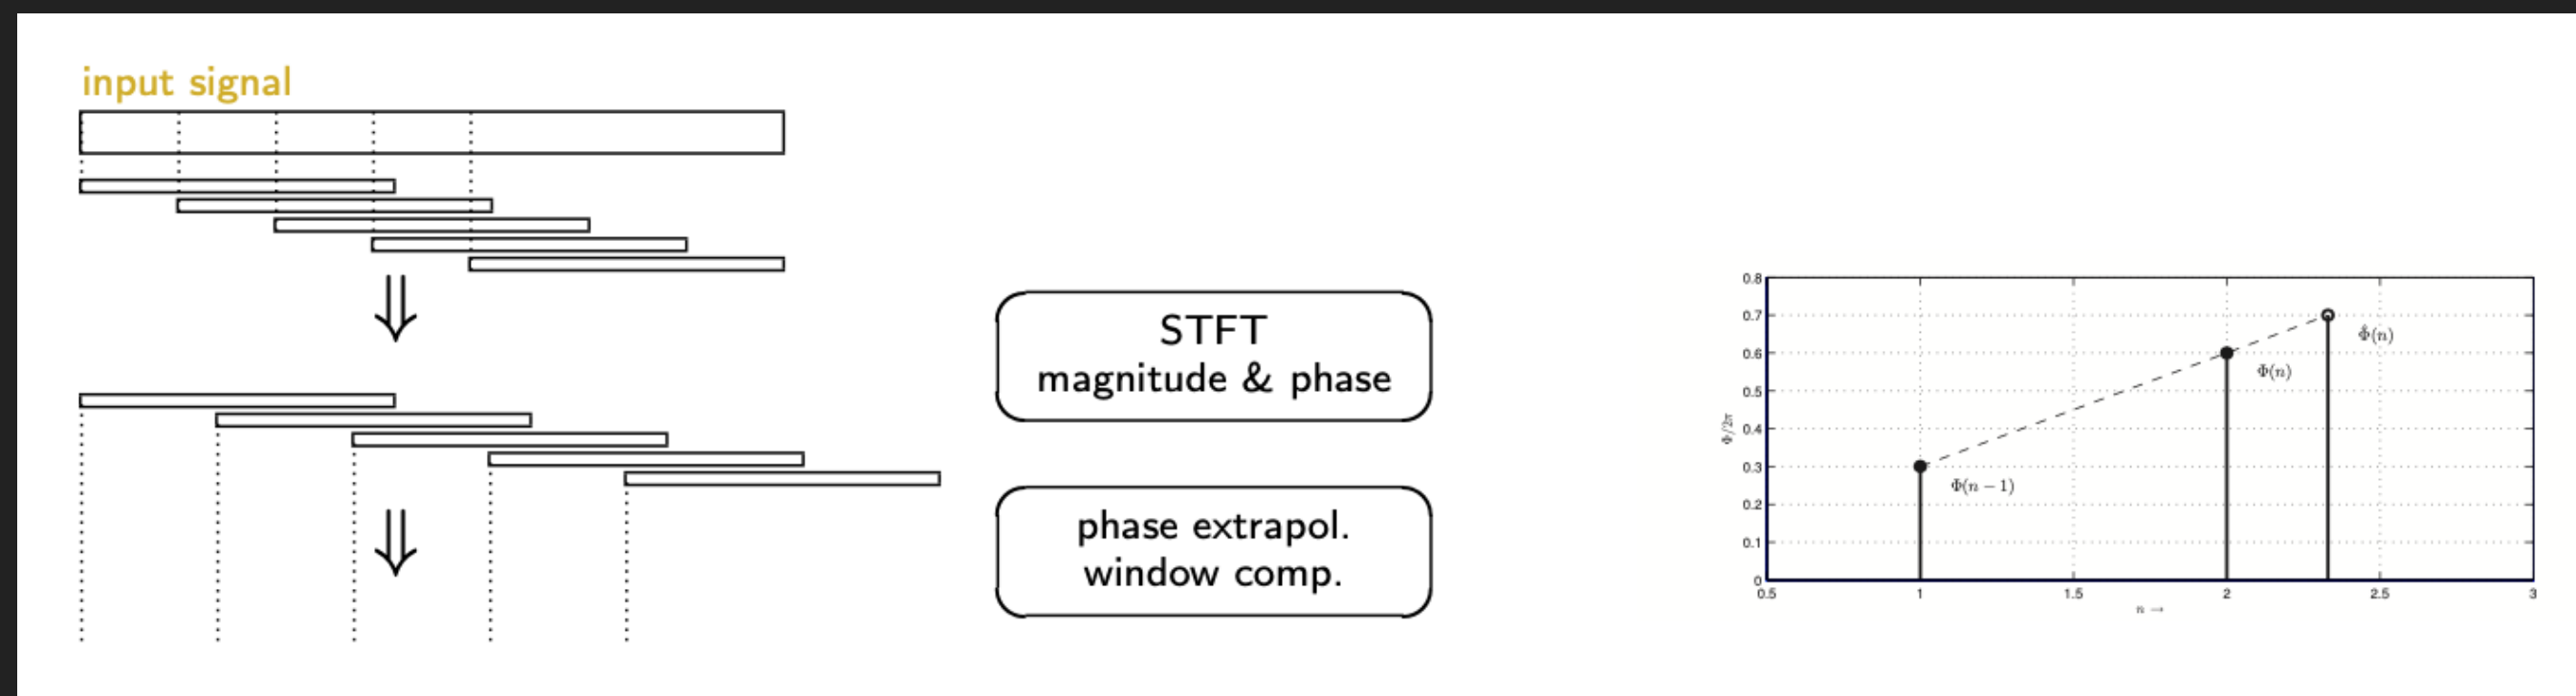 input signal
STFT
magnitude & phase
phase extrapol.
window comp.
0.8
0.7
0.6
0.5
0.4
0.3
0.2
0.1
0
Φ/2π
Φ̂(n)
Φ(n)
Φ(n − 1)
0.5 1 1.5 2 2.5 3
n →